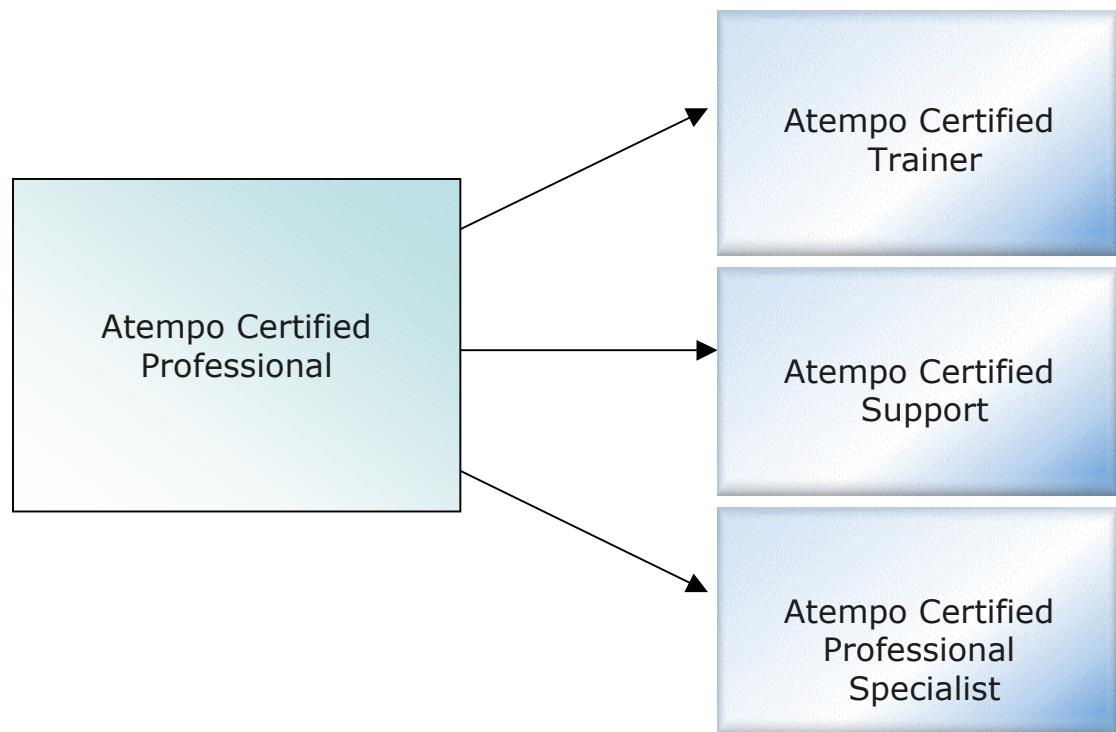 Atempo Certified
Professional
Atempo Certified
Trainer
Atempo Certified
Support
Atempo Certified
Professional
Specialist